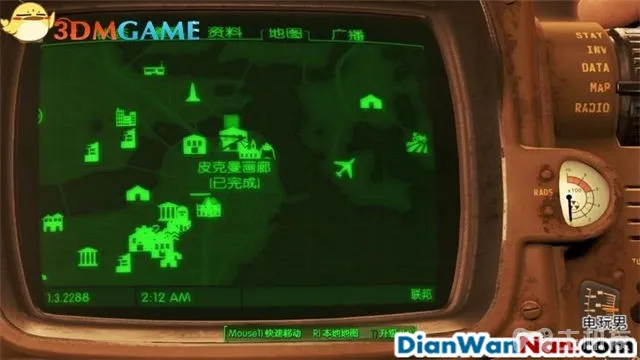 3DMGAME
资料 地图 广播
STAT
INV
DATA
MAP
RADIO
皮克曼画廊
(已完成)
RADS
x100
1.3.2288 2:12 AM 联邦
Mouse1) 快速移动 R) 本地地图
电玩男
DianWanNan.com